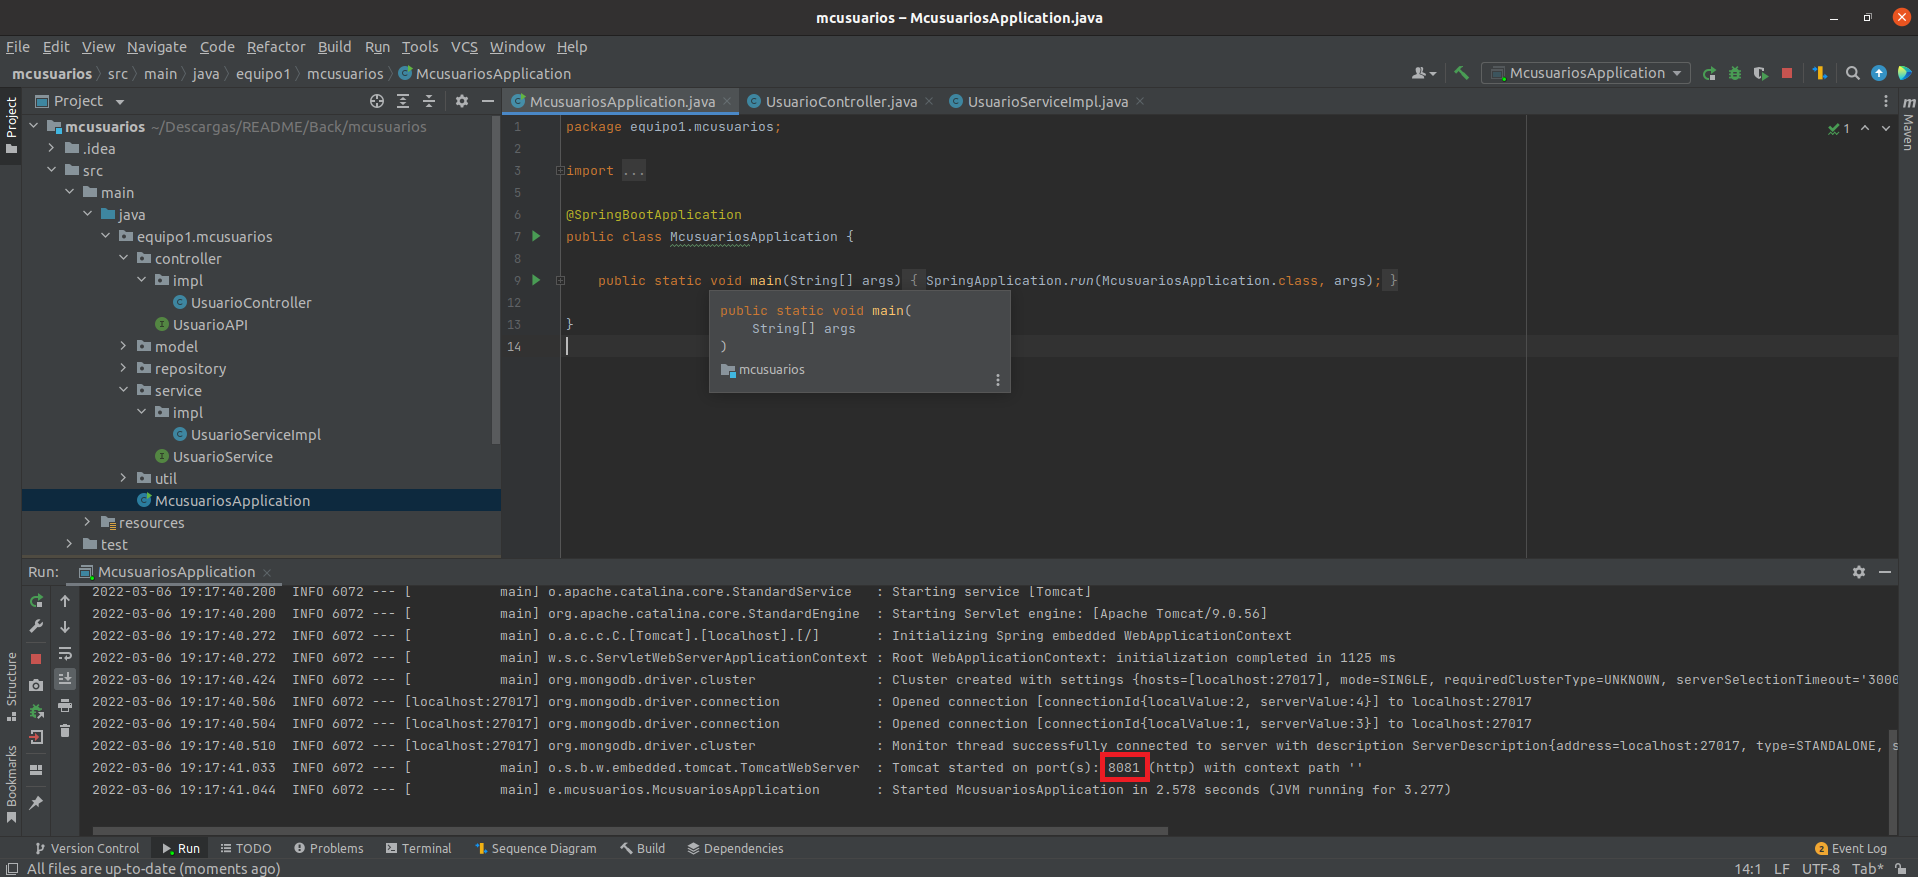 mcusuarios – McusuariosApplication.java
File Edit View Navigate Code Refactor Build Run Tools VCS Window Help
mcusuarios src main java equipo1 mcusuarios McusuariosApplication
McusuariosApplication
Project
McusuariosApplication.java UsuarioController.java UsuarioServiceImpl.java
Project
mcusuarios ~/Descargas/README/Back/mcusuarios
.idea
src
main
java
equipo1.mcusuarios
controller
impl
UsuarioController
UsuarioAPI
model
repository
service
impl
UsuarioServiceImpl
UsuarioService
util
McusuariosApplication
resources
test
1 package equipo1.mcusuarios;
2
3 import ...
5
6 @SpringBootApplication
7 public class McusuariosApplication {
8
9 public static void main(String[] args) { SpringApplication.run(McusuariosApplication.class, args); }
12
13 }
14
public static void main(
String[] args
)
mcusuarios
1
m Maven
Run: McusuariosApplication
2022-03-06 19:17:40.200 INFO 6072 --- [ main] o.apache.catalina.core.StandardService : Starting service [Tomcat]
2022-03-06 19:17:40.200 INFO 6072 --- [ main] org.apache.catalina.core.StandardEngine : Starting Servlet engine: [Apache Tomcat/9.0.56]
2022-03-06 19:17:40.272 INFO 6072 --- [ main] o.a.c.c.C.[Tomcat].[localhost].[/] : Initializing Spring embedded WebApplicationContext
2022-03-06 19:17:40.272 INFO 6072 --- [ main] w.s.c.ServletWebServerApplicationContext : Root WebApplicationContext: initialization completed in 1125 ms
2022-03-06 19:17:40.424 INFO 6072 --- [ main] org.mongodb.driver.cluster : Cluster created with settings {hosts=[localhost:27017], mode=SINGLE, requiredClusterType=UNKNOWN, serverSelectionTimeout='3000
2022-03-06 19:17:40.506 INFO 6072 --- [localhost:27017] org.mongodb.driver.connection : Opened connection [connectionId{localValue:2, serverValue:4}] to localhost:27017
2022-03-06 19:17:40.504 INFO 6072 --- [localhost:27017] org.mongodb.driver.connection : Opened connection [connectionId{localValue:1, serverValue:3}] to localhost:27017
2022-03-06 19:17:40.510 INFO 6072 --- [localhost:27017] org.mongodb.driver.cluster : Monitor thread successfully connected to server with description ServerDescription{address=localhost:27017, type=STANDALONE, s
2022-03-06 19:17:41.033 INFO 6072 --- [ main] o.s.b.w.embedded.tomcat.TomcatWebServer : Tomcat started on port(s): 8081 (http) with context path ''
2022-03-06 19:17:41.044 INFO 6072 --- [ main] e.mcusuarios.McusuariosApplication : Started McusuariosApplication in 2.578 seconds (JVM running for 3.277)
Structure
Bookmarks
Version Control Run TODO Problems Terminal Sequence Diagram Build Dependencies 2 Event Log
All files are up-to-date (moments ago) 14:1 LF UTF-8 Tab*